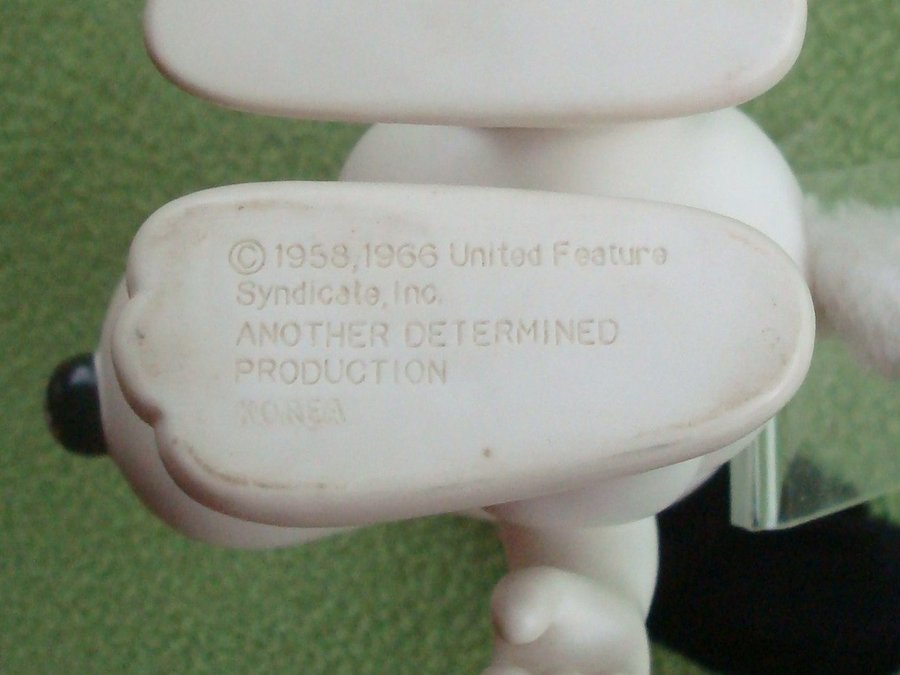 © 1958,1966 United Feature
Syndicate, Inc.
ANOTHER DETERMINED
PRODUCTION
KOREA